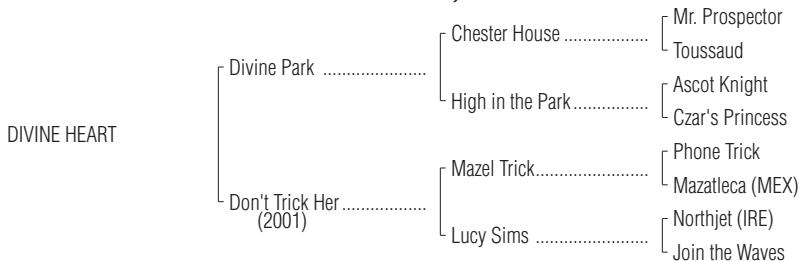 Mr. Prospector
Chester House ....................
Toussaud
Divine Park ......................
Ascot Knight
High in the Park..................
Czar's Princess
DIVINE HEART
Phone Trick
Mazel Trick..........................
Mazatleca (MEX)
Don't Trick Her ..................
(2001)
Northjet (IRE)
Lucy Sims ..........................
Join the Waves